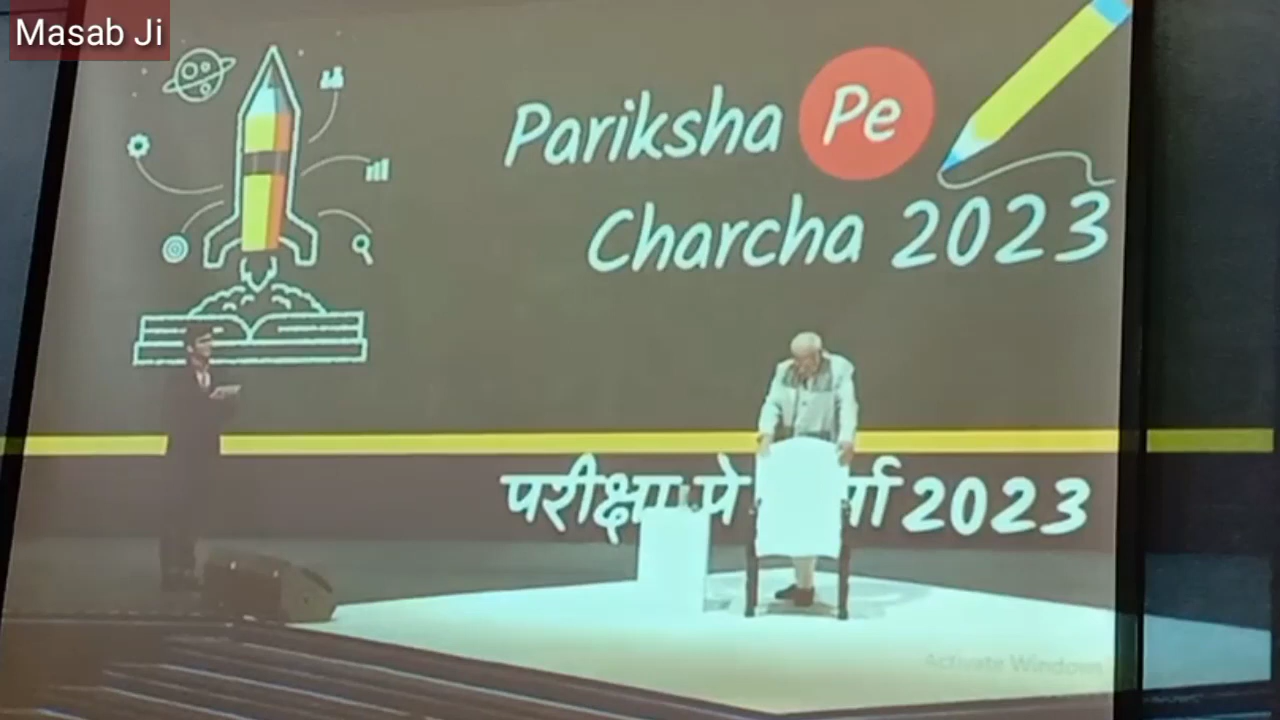 Masab Ji
Pariksha Pe
Charcha 2023
परीक्षा पे र्चा 2023
Activate Windows